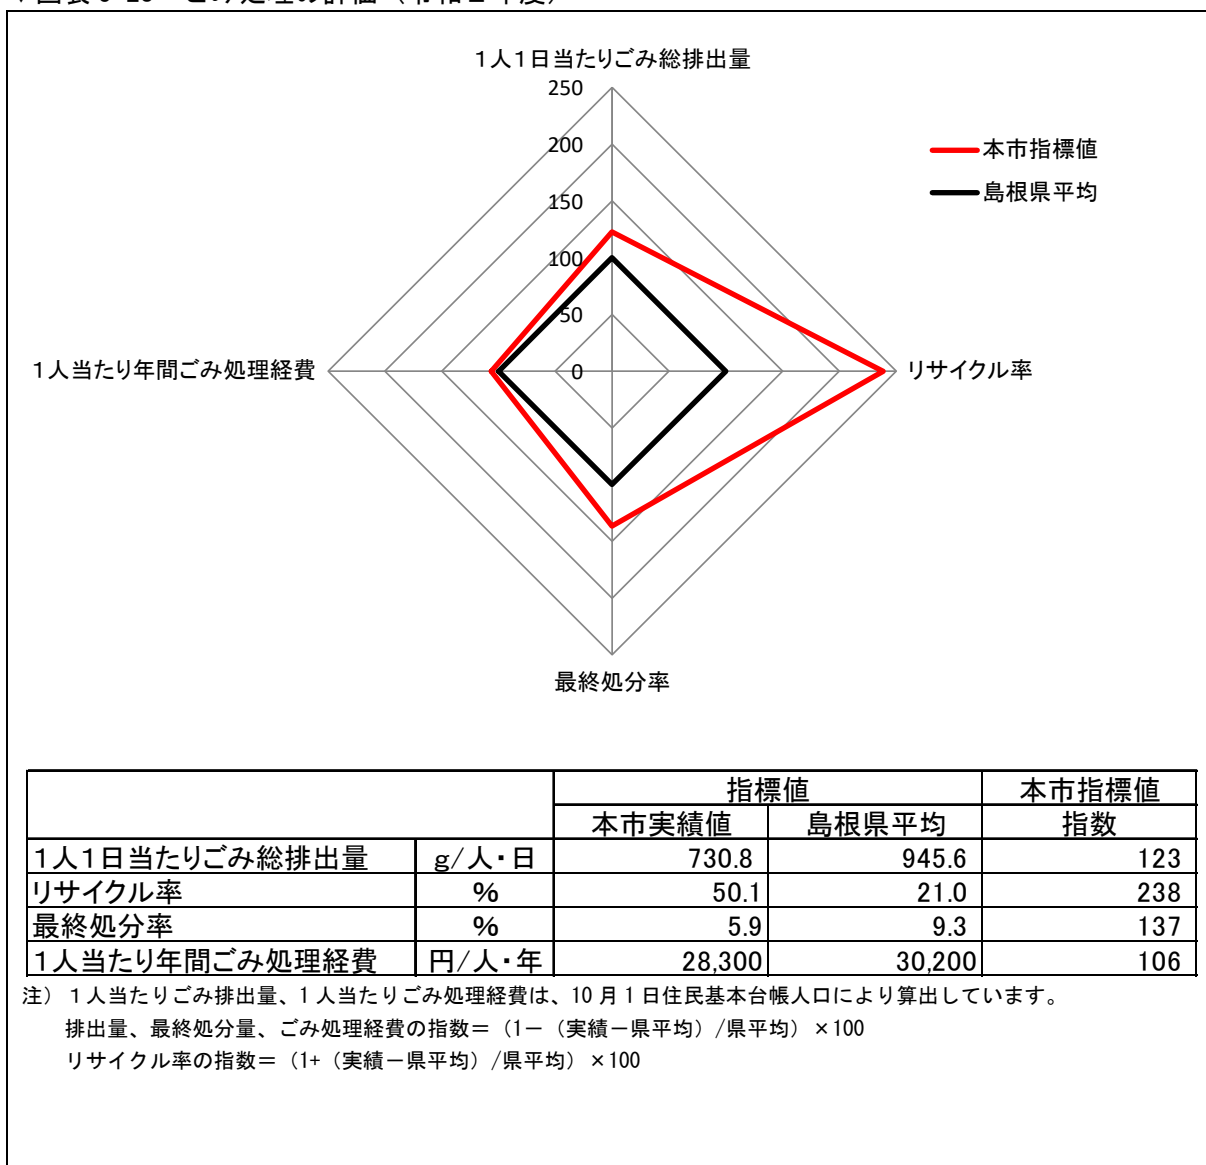 1人1日当たりごみ総排出量
250
200
150
100
50
0
本市指標値
島根県平均
1人当たり年間ごみ処理経費
リサイクル率
最終処分率
指標値 本市指標値
本市実績値 島根県平均 指数
1人1日当たりごみ総排出量 g/人・日 730.8 945.6 123
リサイクル率 % 50.1 21.0 238
最終処分率 % 5.9 9.3 137
1人当たり年間ごみ処理経費 円/人・年 28,300 30,200 106
注） 1人当たりごみ排出量、1人当たりごみ処理経費は、10月1日住民基本台帳人口により算出しています。
排出量、最終処分量、ごみ処理経費の指数＝（1－（実績－県平均）/県平均）×100
リサイクル率の指数＝（1+（実績－県平均）/県平均）×100